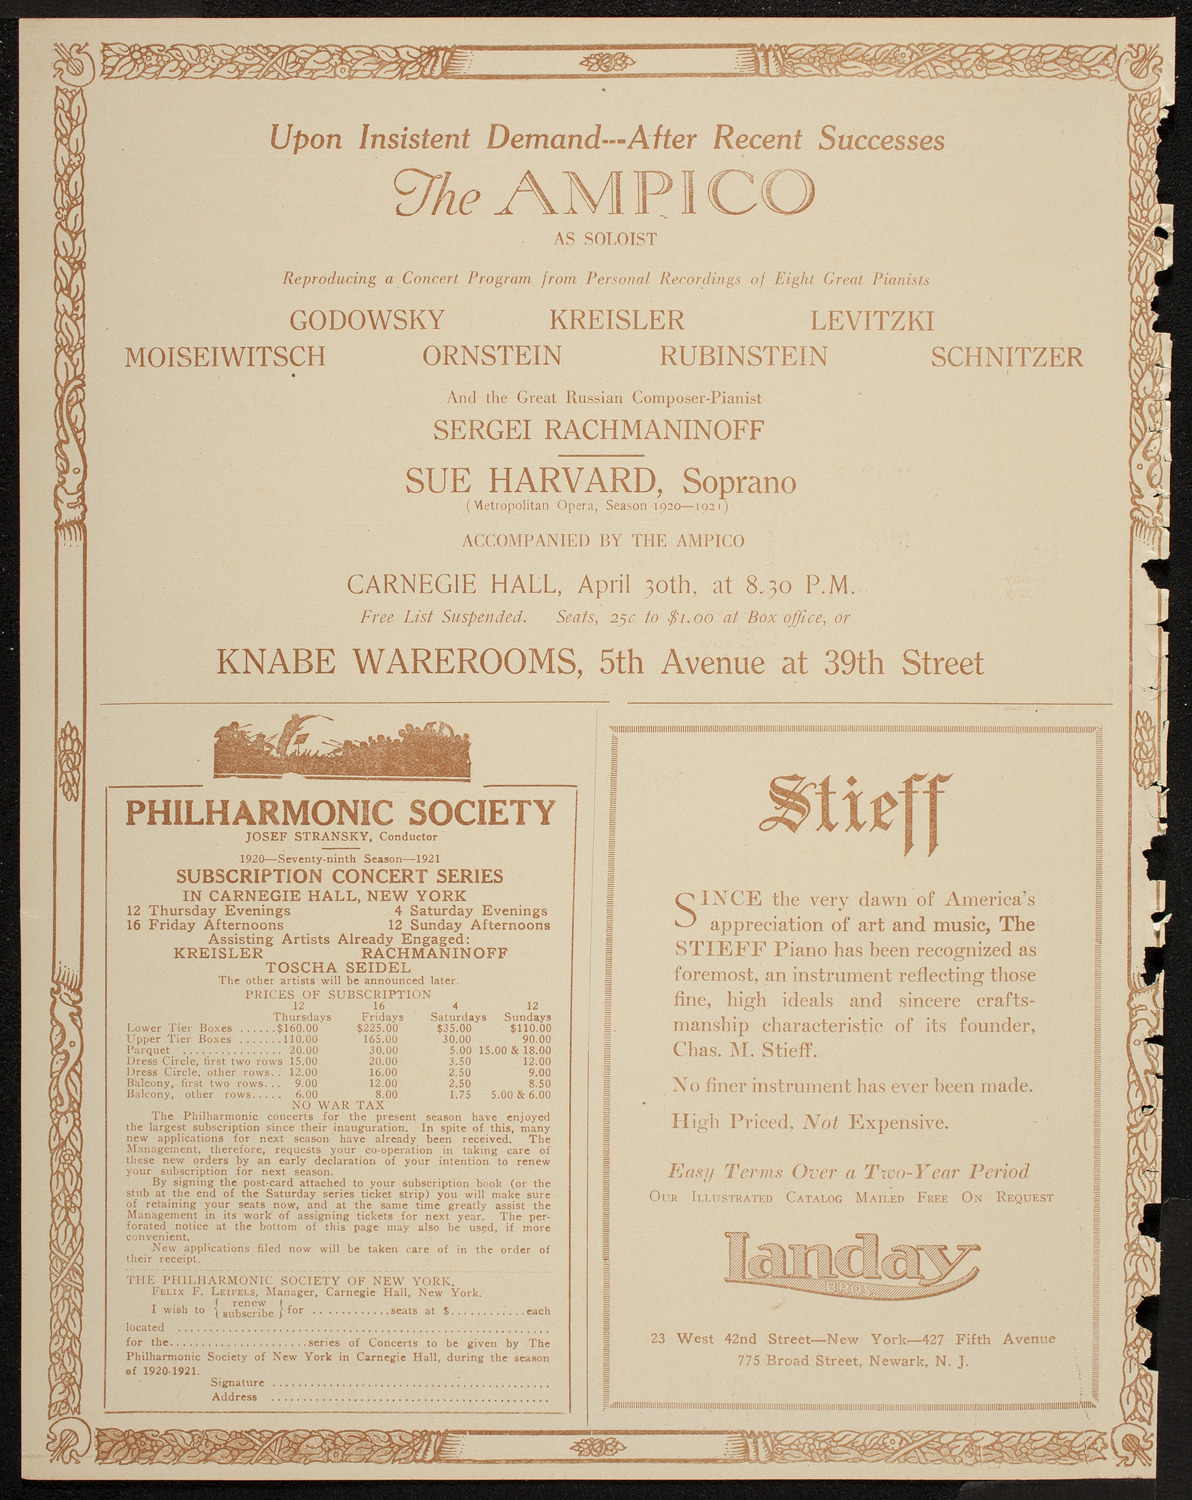 Upon Insistent Demand---After Recent Successes
The AMPICO
AS SOLOIST
Reproducing a Concert Program from Personal Recordings of Eight Great Pianists
GODOWSKY KREISLER LEVITZKI
MOISEIWITSCH ORNSTEIN RUBINSTEIN SCHNITZER
And the Great Russian Composer-Pianist
SERGEI RACHMANINOFF
SUE HARVARD, Soprano
(Metropolitan Opera, Season 1920—1921)
ACCOMPANIED BY THE AMPICO
CARNEGIE HALL, April 30th, at 8.30 P.M.
Free List Suspended. Seats, 25c to $1.00 at Box office, or
KNABE WAREROOMS, 5th Avenue at 39th Street
PHILHARMONIC SOCIETY
JOSEF STRANSKY, Conductor
1920—Seventy-ninth Season—1921
SUBSCRIPTION CONCERT SERIES
IN CARNEGIE HALL, NEW YORK
12 Thursday Evenings 4 Saturday Evenings
16 Friday Afternoons 12 Sunday Afternoons
Assisting Artists Already Engaged:
KREISLER RACHMANINOFF
TOSCHA SEIDEL
The other artists will be announced later.
PRICES OF SUBSCRIPTION
12 16 4 12
Thursdays Fridays Saturdays Sundays
Lower Tier Boxes ......$160.00 $225.00 $35.00 $110.00
Upper Tier Boxes .......110.00 165.00 30.00 90.00
Parquet ................ 20.00 30.00 5.00 15.00 & 18.00
Dress Circle, first two rows 15.00 20.00 3.50 12.00
Dress Circle, other rows.. 12.00 16.00 2.50 9.00
Balcony, first two rows... 9.00 12.00 2.50 8.50
Balcony, other rows..... 6.00 8.00 1.75 5.00 & 6.00
NO WAR TAX
The Philharmonic concerts for the present season have enjoyed
the largest subscription since their inauguration. In spite of this, many
new applications for next season have already been received. The
Management, therefore, requests your co-operation in taking care of
these new orders by an early declaration of your intention to renew
your subscription for next season.
By signing the post-card attached to your subscription book (or the
stub at the end of the Saturday series ticket strip) you will make sure
of retaining your seats now, and at the same time greatly assist the
Management in its work of assigning tickets for next year. The per-
forated notice at the bottom of this page may also be used, if more
convenient.
New applications filed now will be taken care of in the order of
their receipt.
THE PHILHARMONIC SOCIETY OF NEW YORK,
FELIX F. LEIFELS, Manager, Carnegie Hall, New York.
I wish to { renew subscribe } for ............seats at $............each
located ......................................................
for the......................series of Concerts to be given by The
Philharmonic Society of New York in Carnegie Hall, during the season
of 1920-1921.
Signature ........................................
Address ........................................
Stieff
SINCE the very dawn of America's
appreciation of art and music, The
STIEFF Piano has been recognized as
foremost, an instrument reflecting those
fine, high ideals and sincere crafts-
manship characteristic of its founder,
Chas. M. Stieff.
No finer instrument has ever been made.
High Priced, Not Expensive.
Easy Terms Over a Two-Year Period
OUR ILLUSTRATED CATALOG MAILED FREE ON REQUEST
Landay
BROS
23 West 42nd Street—New York—427 Fifth Avenue
775 Broad Street, Newark, N. J.